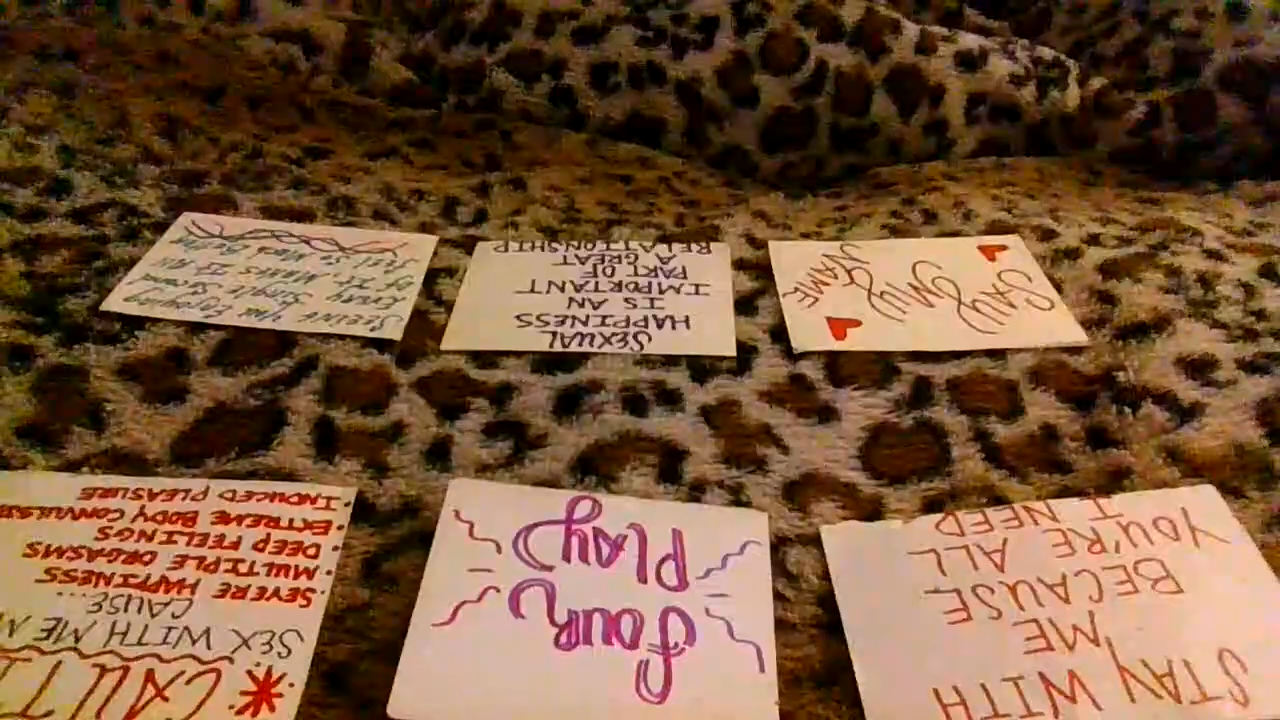 STAY WITH
ME
BECAUSE
YOU'RE ALL
I NEED
four
Play
* CAUTI
SEX WITH ME
CAUSE...
• SEVERE HAPPINESS
• MULTIPLE ORGASMS
• DEEP FEELINGS
• EXTREME BODY
• INDUCED PLEASURE
SAY
MY
NAME
SEXUAL
HAPPINESS
IS AN
IMPORTANT
PART OF
A GREAT
RELATIONSHIP
Seeing You Enjoying
Every Single Second
Of It Makes It All
Feel So Much Better